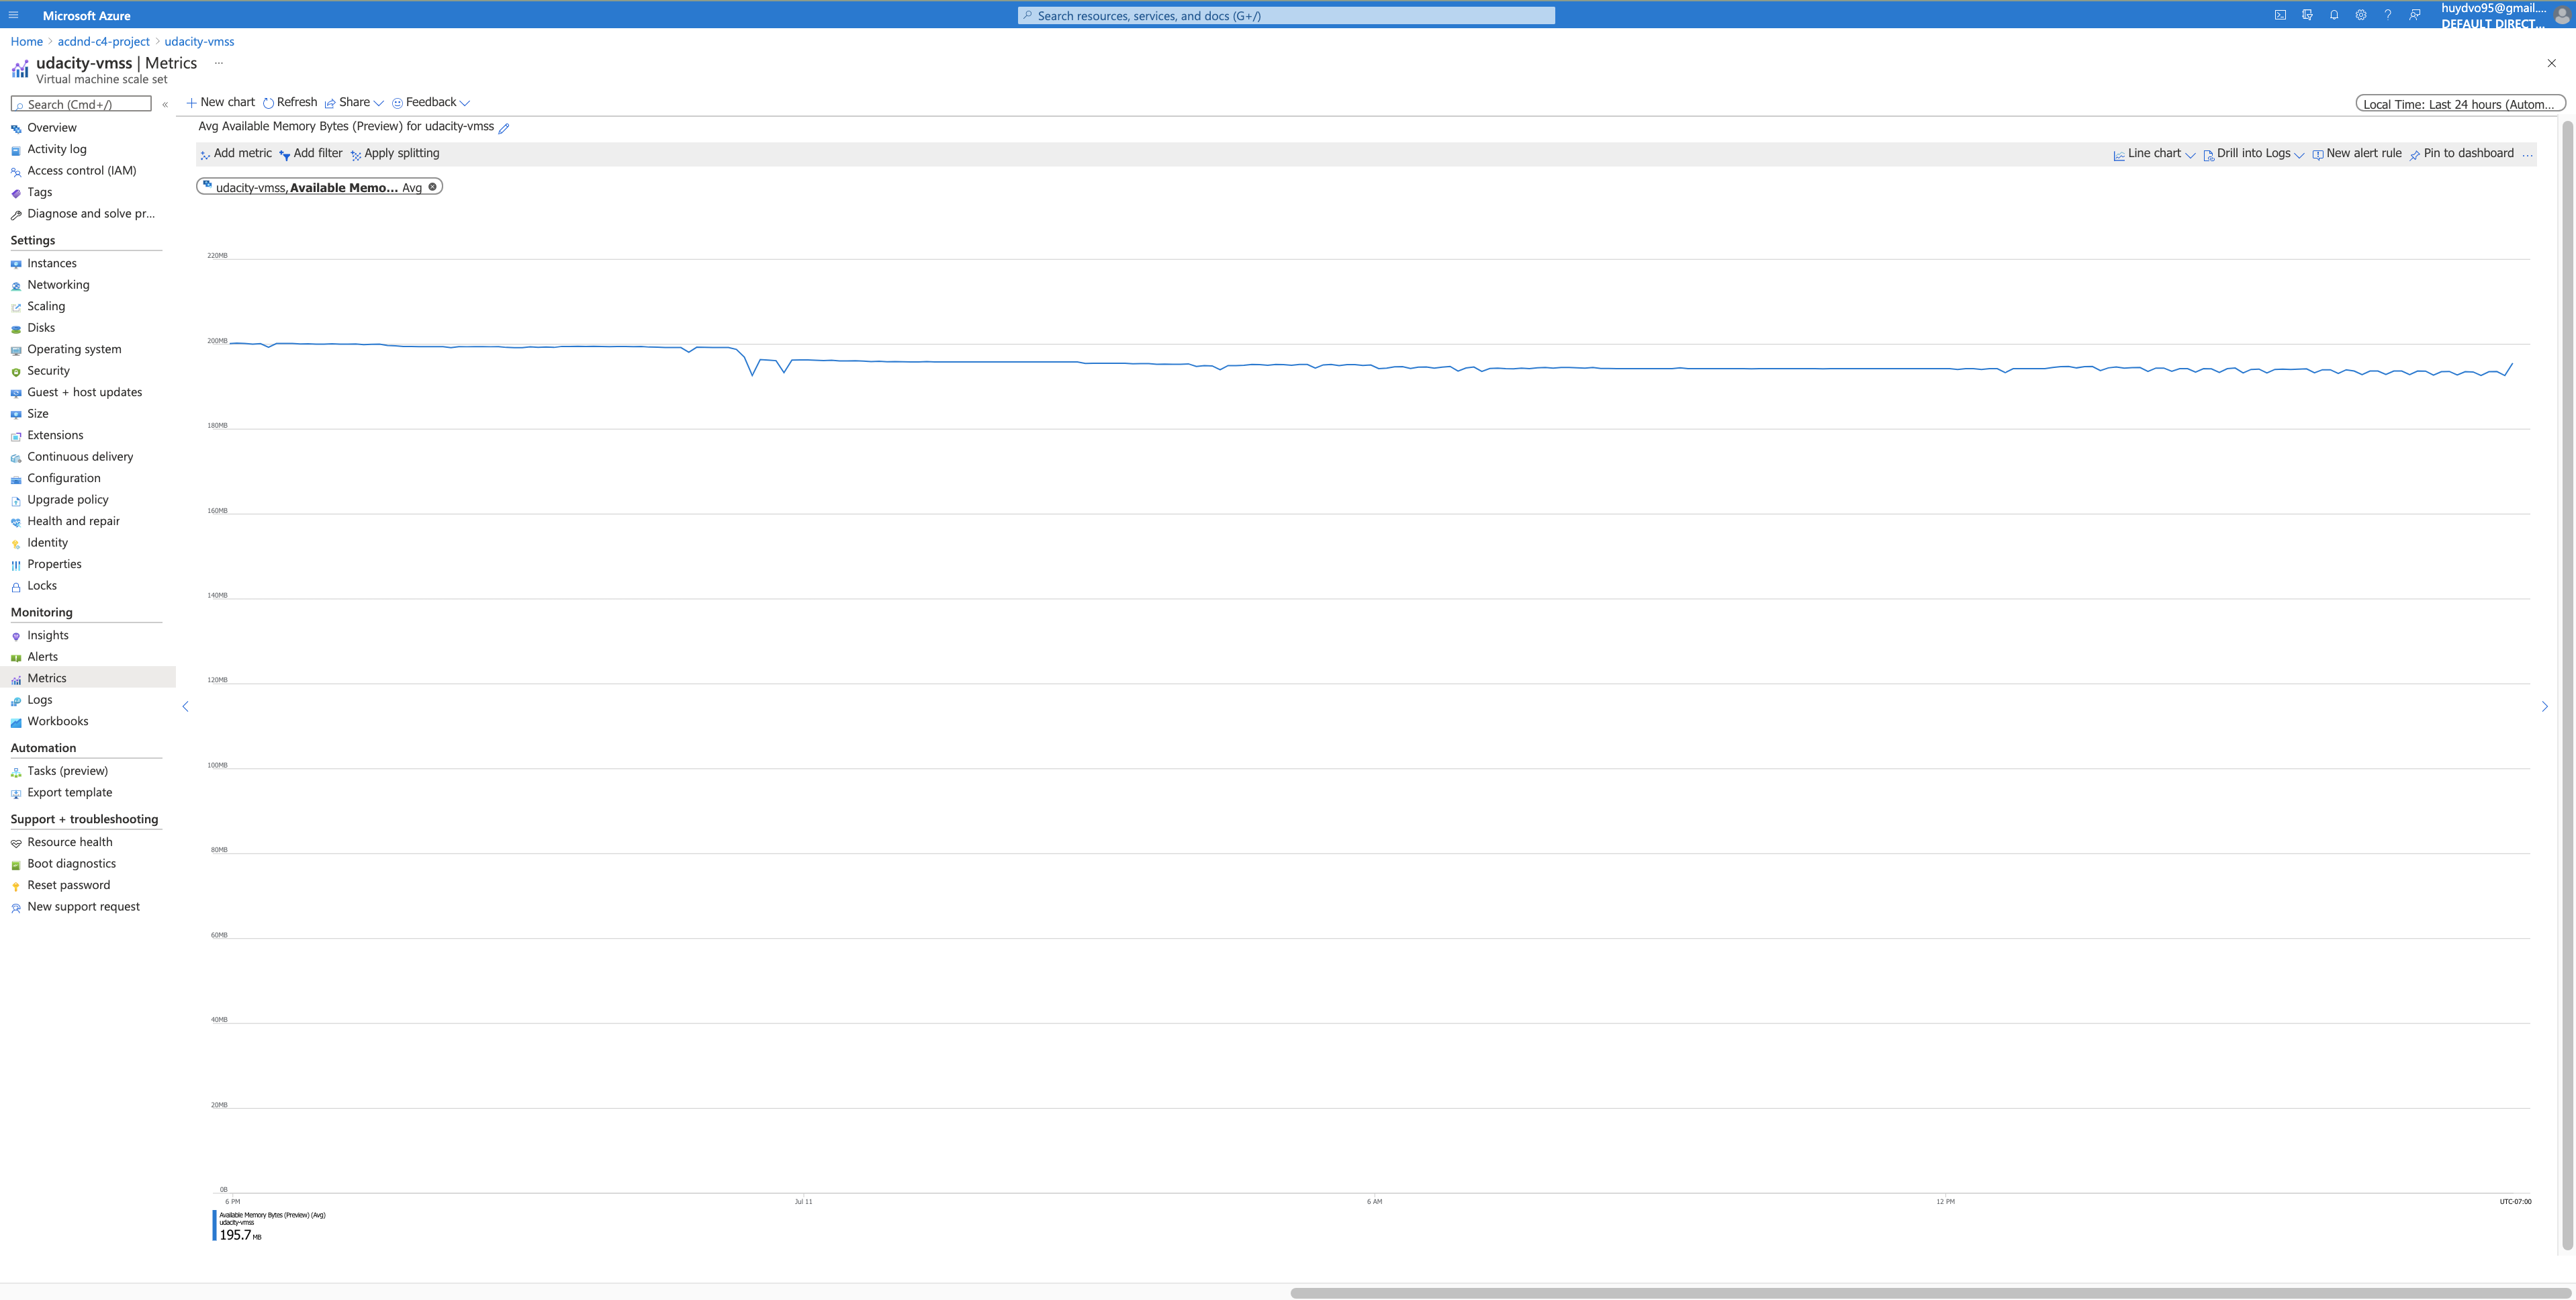 Microsoft Azure
Search resources, services, and docs (G+/)
huydvo95@gmail....
DEFAULT DIRECT...
Home > acdnd-c4-project > udacity-vmss
udacity-vmss | Metrics ...
Virtual machine scale set
Search (Cmd+/) «
New chart Refresh Share Feedback
Local Time: Last 24 hours (Autom...
Overview
Activity log
Access control (IAM)
Tags
Diagnose and solve pr...
Settings
Instances
Networking
Scaling
Disks
Operating system
Security
Guest + host updates
Size
Extensions
Continuous delivery
Configuration
Upgrade policy
Health and repair
Identity
Properties
Locks
Monitoring
Insights
Alerts
Metrics
Logs
Workbooks
Automation
Tasks (preview)
Export template
Support + troubleshooting
Resource health
Boot diagnostics
Reset password
New support request
Avg Available Memory Bytes (Preview) for udacity-vmss
Add metric Add filter Apply splitting
Line chart Drill into Logs New alert rule Pin to dashboard ...
udacity-vmss, Available Memo... Avg
220MB
200MB
180MB
160MB
140MB
120MB
100MB
80MB
60MB
40MB
20MB
0B
6 PM Jul 11 6 AM 12 PM UTC-07:00
Available Memory Bytes (Preview) (Avg)
udacity-vmss
195.7 MB